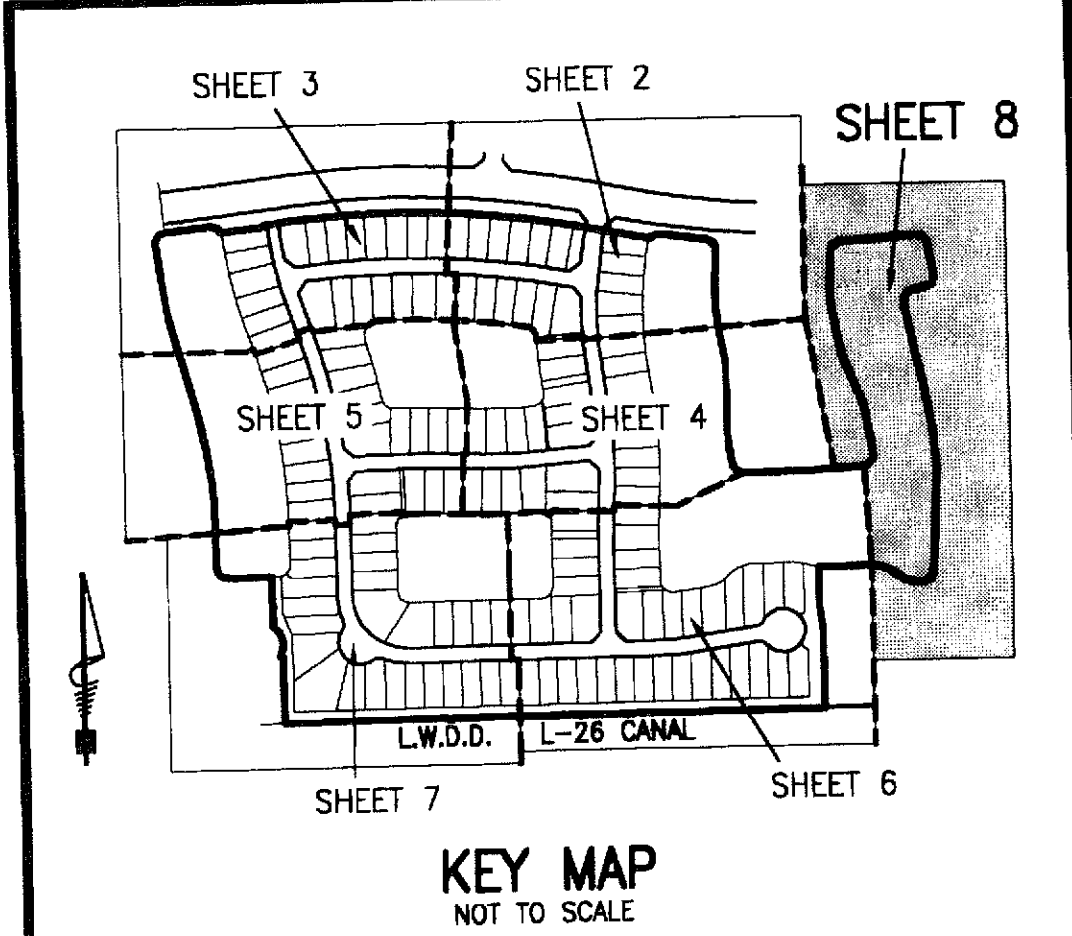 SHEET 3
SHEET 2
SHEET 8
SHEET 5
SHEET 4
L.W.D.D. L-26 CANAL
SHEET 7
SHEET 6
KEY MAP
NOT TO SCALE